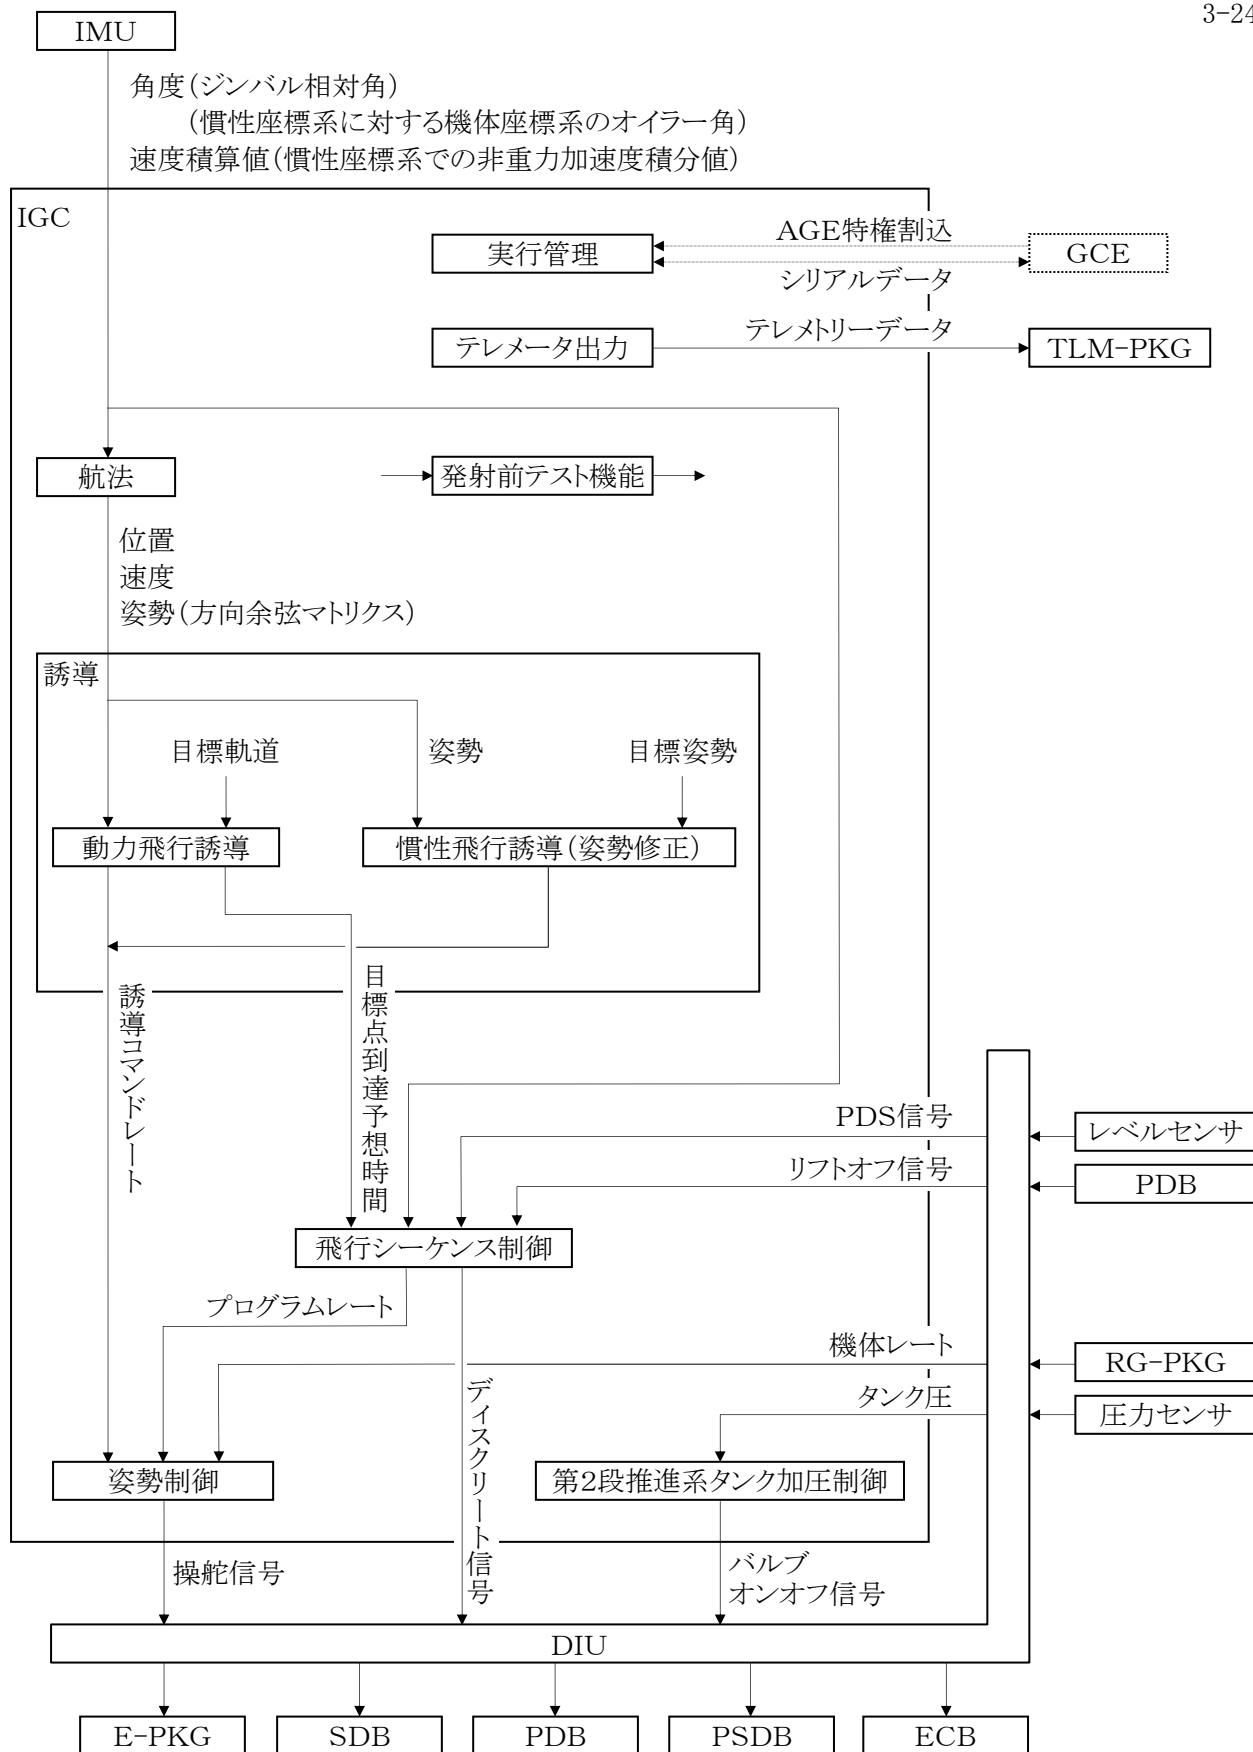 3-24
IMU
角度(ジンバル相対角)
(慣性座標系に対する機体座標系のオイラー角)
速度積算値(慣性座標系での非重力加速度積分値)
IGC
AGE特権割込
実行管理
GCE
シリアルデータ
テレメトリーデータ
テレメータ出力
TLM-PKG
航法
発射前テスト機能
位置
速度
姿勢(方向余弦マトリクス)
誘導
目標軌道
姿勢
目標姿勢
動力飛行誘導
慣性飛行誘導(姿勢修正)
誘導コマンドレート
目標点到達予想時間
PDS信号
レベルセンサ
リフトオフ信号
PDB
飛行シーケンス制御
プログラムレート
機体レート
RG-PKG
タンク圧
圧力センサ
ディスクリート信号
姿勢制御
第2段推進系タンク加圧制御
操舵信号
バルブ
オンオフ信号
DIU
E-PKG
SDB
PDB
PSDB
ECB